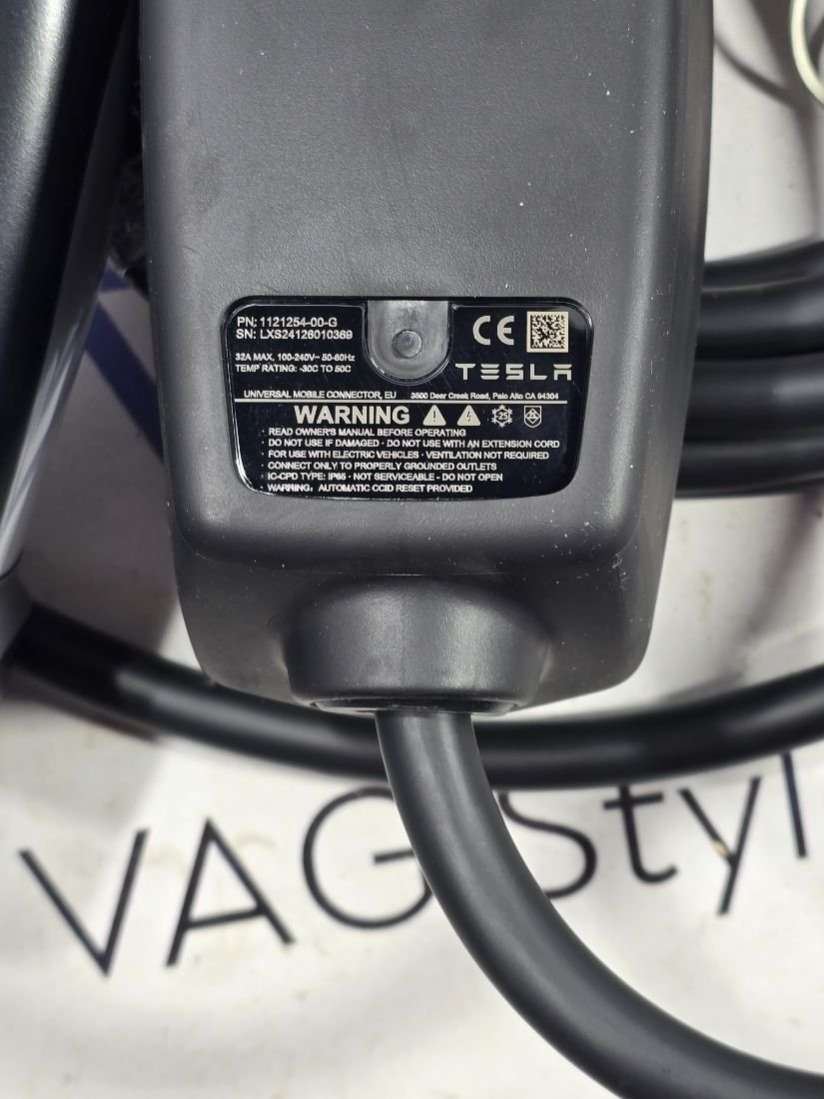 PN: 1121254-00-G
SN: LXS24126010369
CE
32A MAX, 100-240V~ 50-60Hz
TEMP RATING: -30C TO 50C
TESLA
UNIVERSAL MOBILE CONNECTOR, EU 3500 Deer Creek Road, Palo Alto CA 94304
WARNING
· READ OWNER'S MANUAL BEFORE OPERATING
· DO NOT USE IF DAMAGED · DO NOT USE WITH AN EXTENSION CORD
FOR USE WITH ELECTRIC VEHICLES · VENTILATION NOT REQUIRED
· CONNECT ONLY TO PROPERLY GROUNDED OUTLETS
IC-CPD TYPE: IP65 · NOT SERVICEABLE - DO NOT OPEN
WARNING: AUTOMATIC CCID RESET PROVIDED
VAG Styl